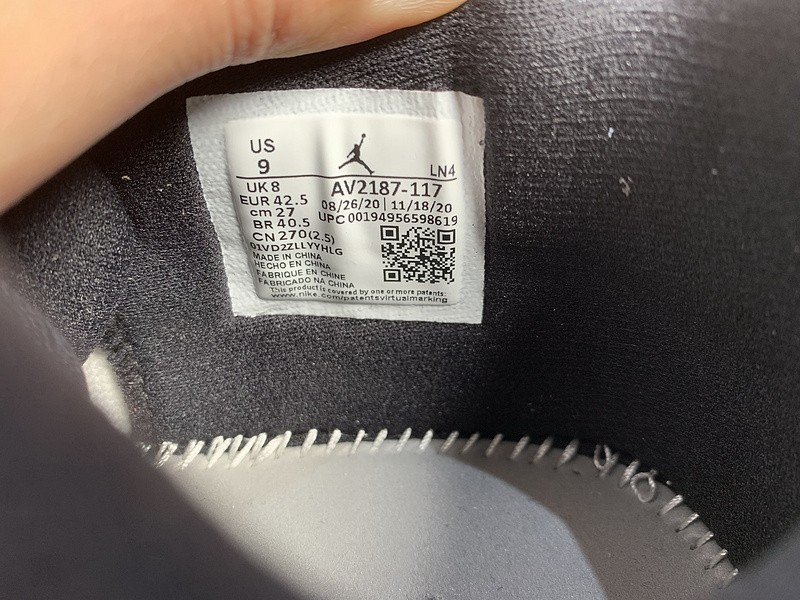 US
9
LN4
UK 8
AV2187-117
EUR 42.5
08/26/20 | 11/18/20
cm 27
UPC 00194956598619
BR 40.5
CN 270(2.5)
01VD2ZLLYYHLG
MADE IN CHINA
HECHO EN CHINA
FABRIQUE EN CHINE
FABRICADO NA CHINA
This product is covered by one or more patents:
www.nike.com/patentsvirtualmarking